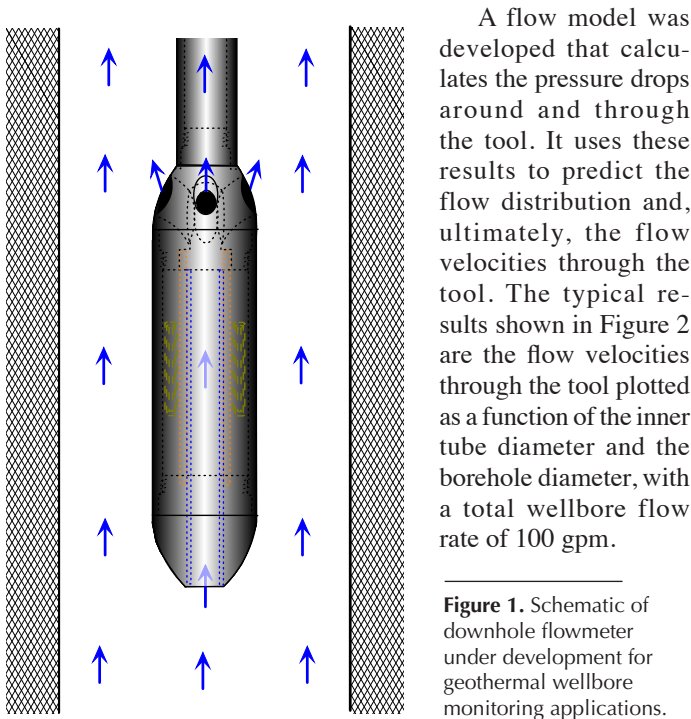 A flow model was
developed that calcu-
lates the pressure drops
around and through
the tool. It uses these
results to predict the
flow distribution and,
ultimately, the flow
velocities through the
tool. The typical re-
sults shown in Figure 2
are the flow velocities
through the tool plotted
as a function of the inner
tube diameter and the
borehole diameter, with
a total wellbore flow
rate of 100 gpm.
Figure 1. Schematic of
downhole flowmeter
under development for
geothermal wellbore
monitoring applications.